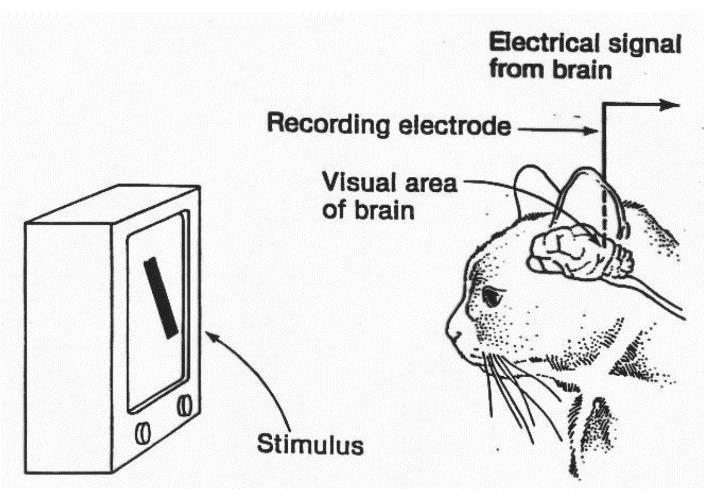 Electrical signal
from brain
Recording electrode
Visual area
of brain
Stimulus